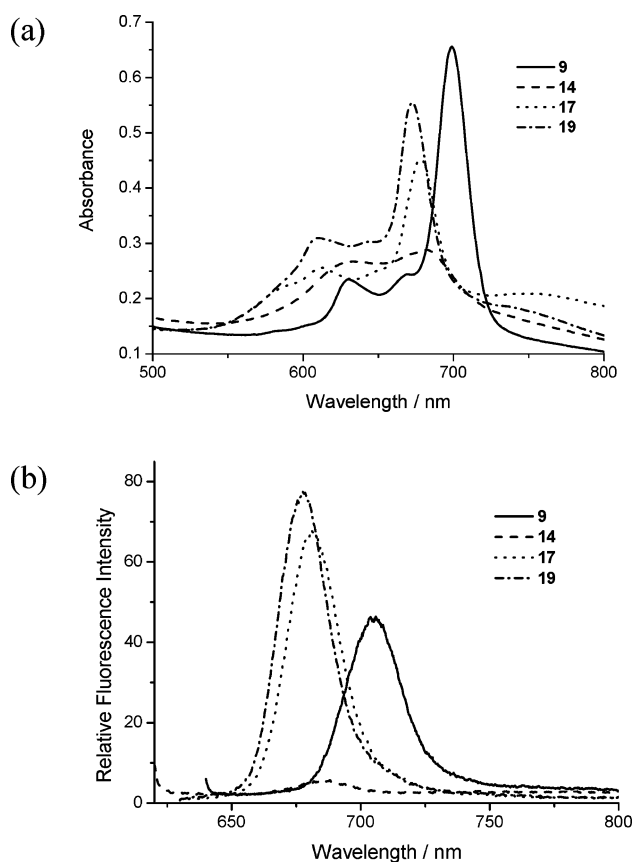 (a)
0.7
0.6
0.5
0.4
0.3
0.2
0.1
Absorbance
9
14
17
19
500 600 700 800
Wavelength / nm
(b)
80
60
40
20
0
Relative Fluorescence Intensity
9
14
17
19
650 700 750 800
Wavelength / nm